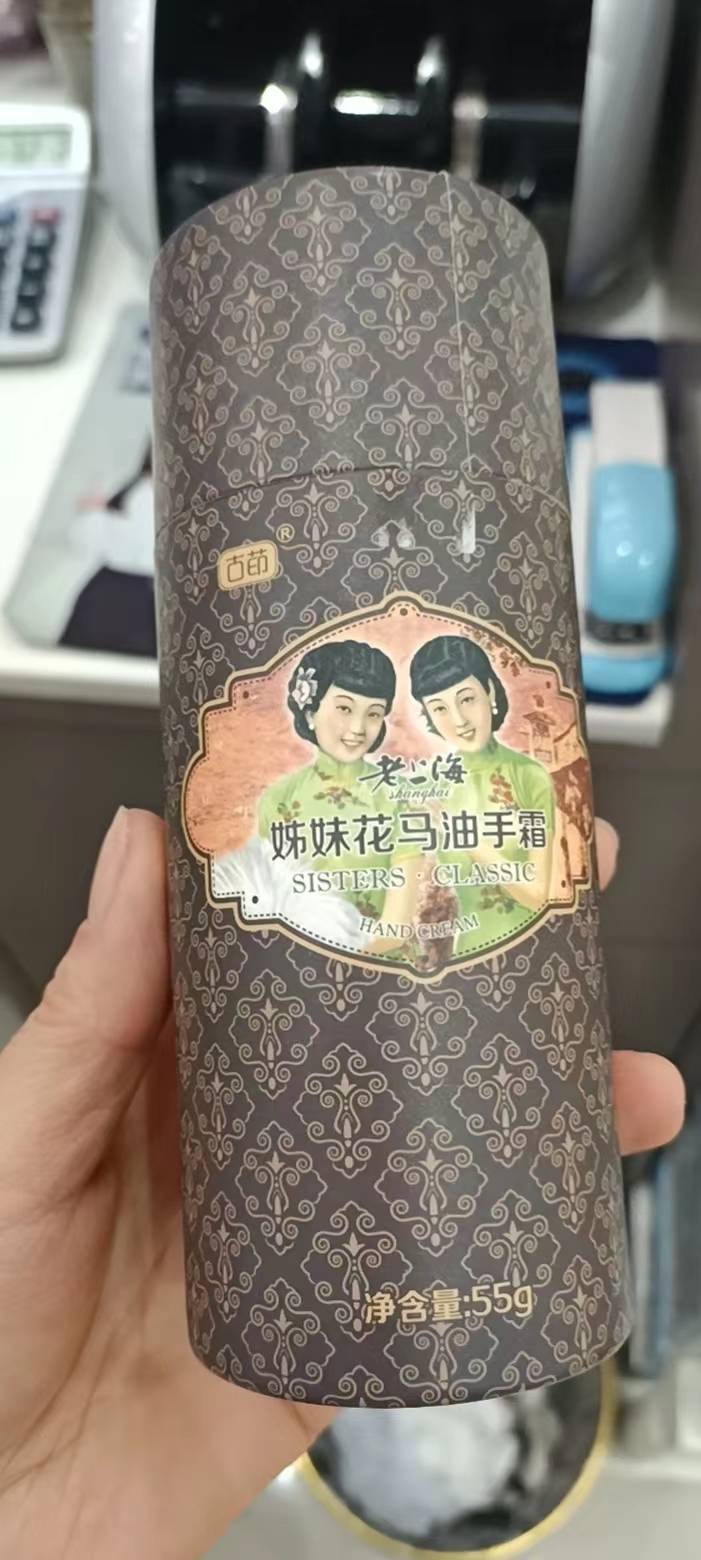 古茚®
老上海
shanghai
姊妹花马油手霜
SISTERS · CLASSIC
HAND CREAM
净含量:55g